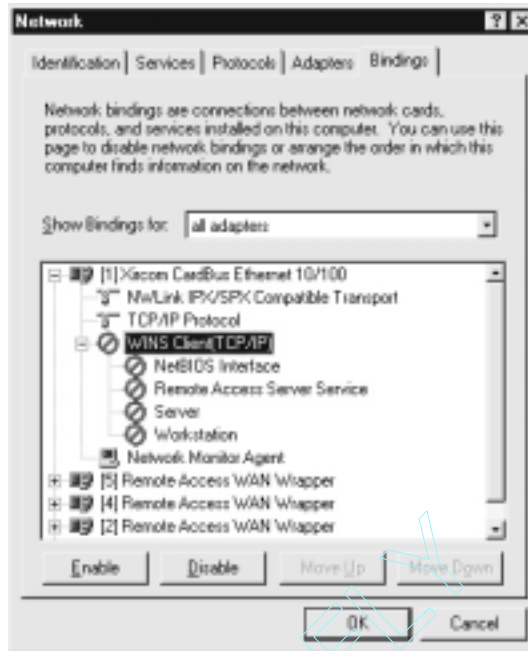 Network
Identification Services Protocols Adapters Bindings
Network bindings are connections between network cards,
protocols, and services installed on this computer. You can use this
page to disable network bindings or arrange the order in which this
computer finds information on the network.
Show Bindings for: all adapters
[1] Xircom CardBus Ethernet 10/100
NWLink IPX/SPX Compatible Transport
TCP/IP Protocol
WINS Client(TCP/IP)
NetBIOS Interface
Remote Access Server Service
Server
Workstation
Network Monitor Agent
[5] Remote Access WAN Wrapper
[4] Remote Access WAN Wrapper
[2] Remote Access WAN Wrapper
Enable Disable Move Up Move Down
OK Cancel